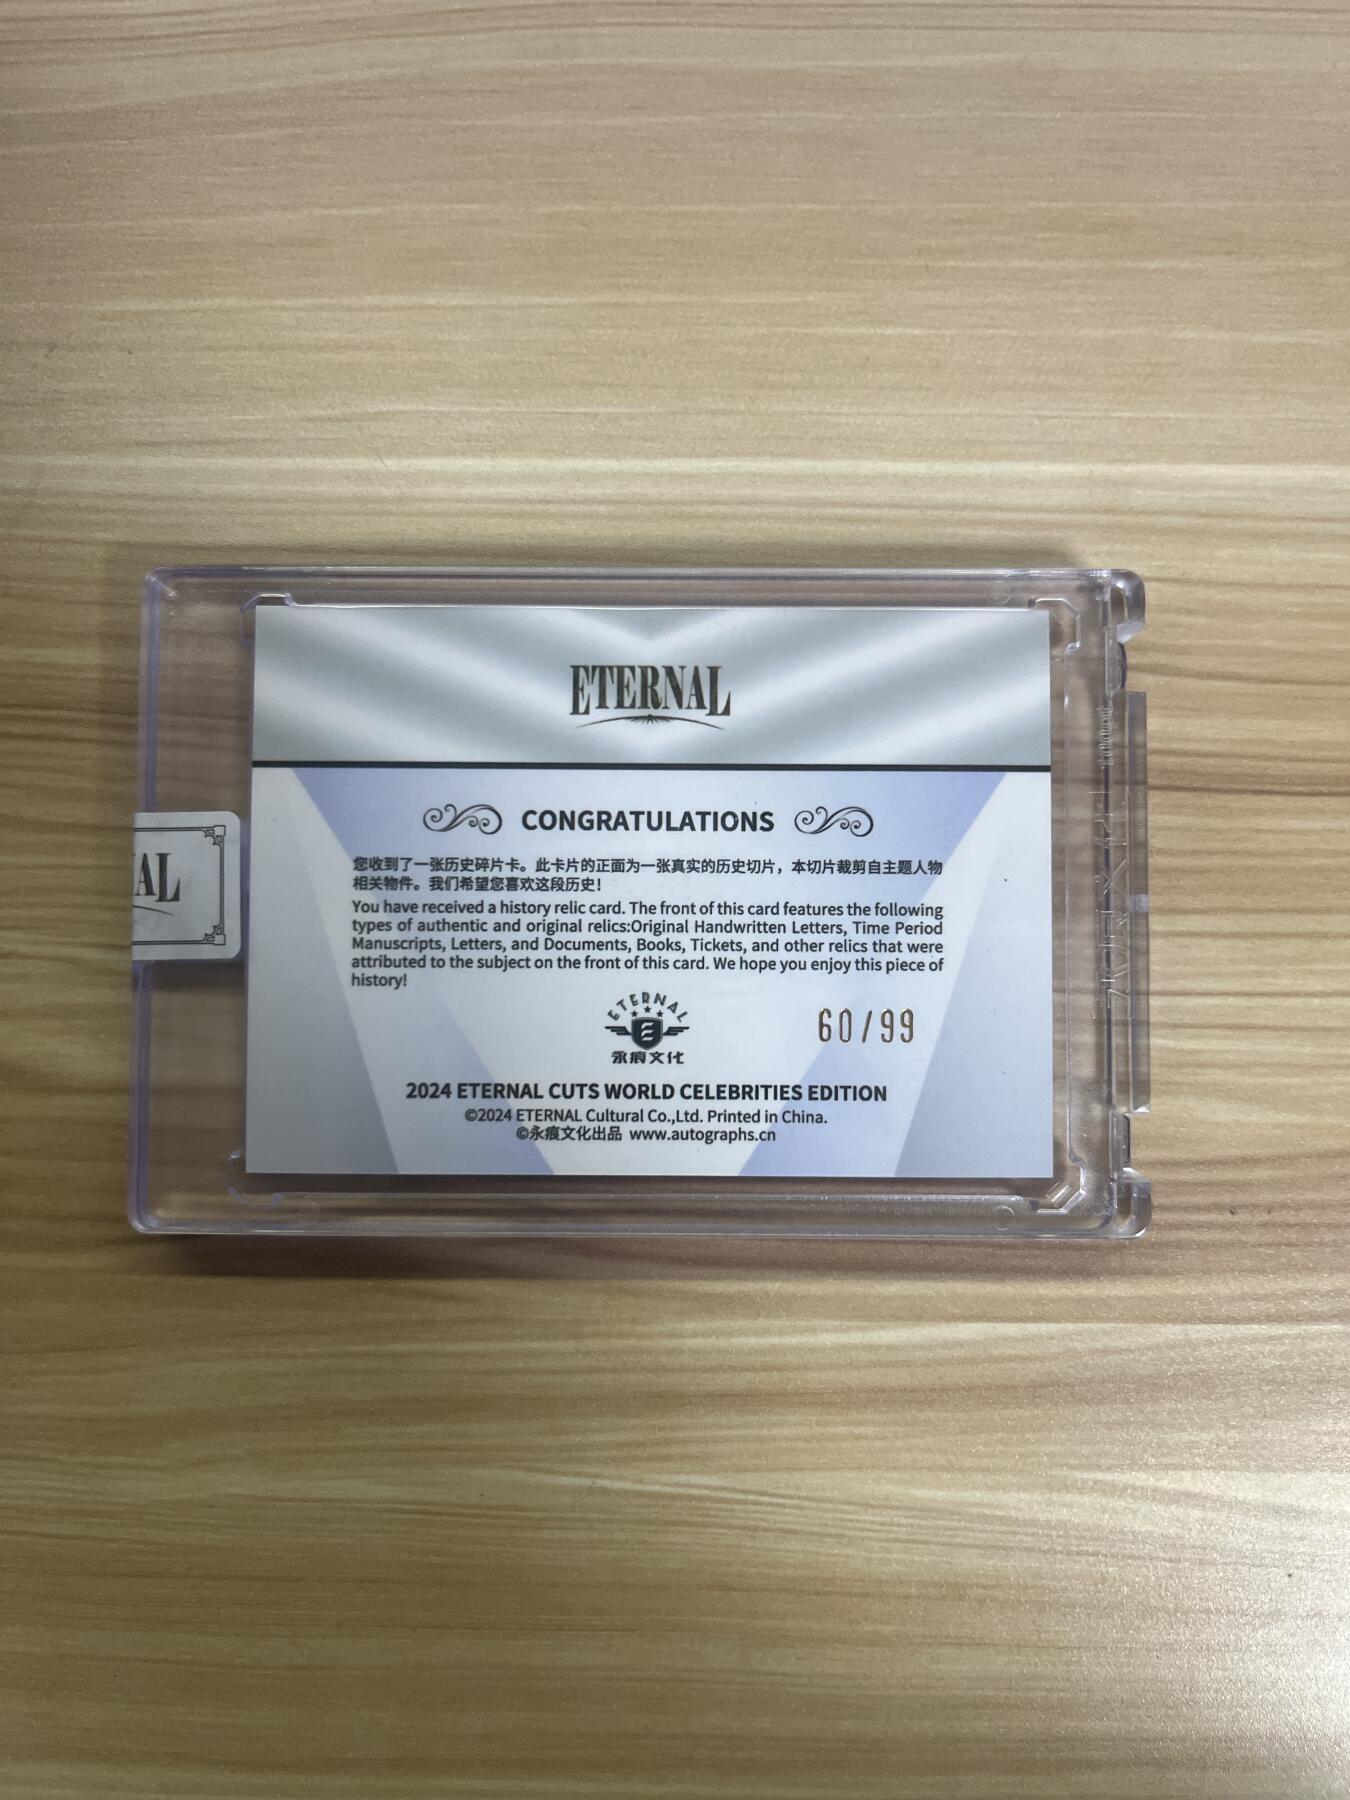 ETERNAL
CONGRATULATIONS
您收到了一张历史碎片卡。此卡片的正面为一张真实的历史切片，本切片裁剪自主题人物
相关物件。我们希望您喜欢这段历史！
You have received a history relic card. The front of this card features the following
types of authentic and original relics:Original Handwritten Letters, Time Period
Manuscripts, Letters, and Documents, Books, Tickets, and other relics that were
attributed to the subject on the front of this card. We hope you enjoy this piece of
history!
AL
ETERNAL
E
永痕文化
60/99
2024 ETERNAL CUTS WORLD CELEBRITIES EDITION
©2024 ETERNAL Cultural Co.,Ltd. Printed in China.
©永痕文化出品 www.autographs.cn